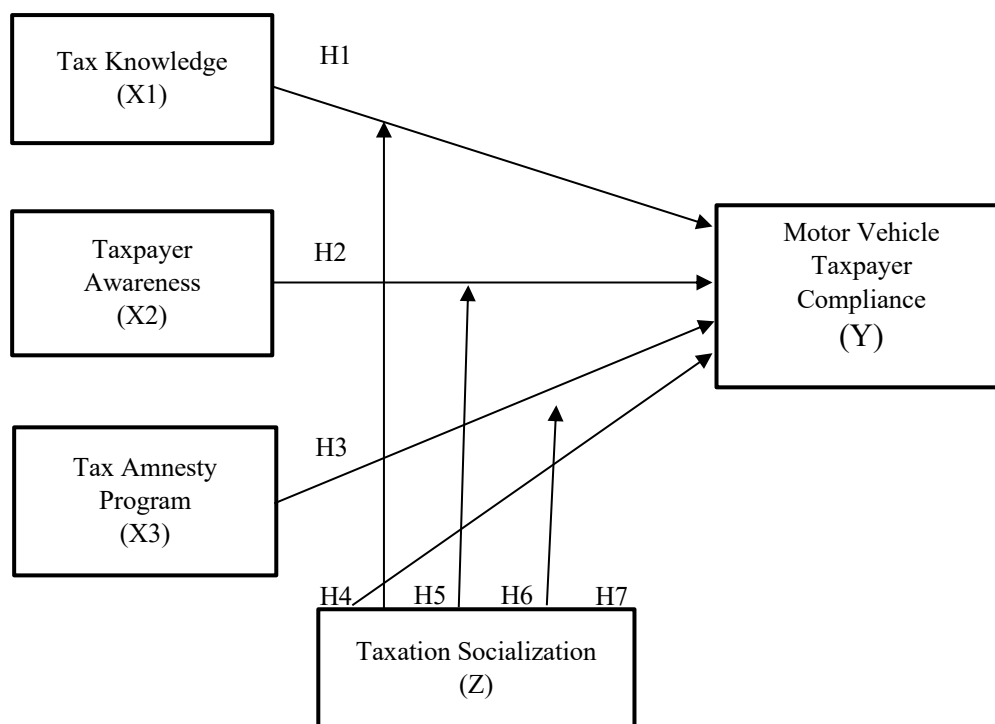 Tax Knowledge
(X1)
H1
Taxpayer
Awareness
(X2)
H2
Motor Vehicle
Taxpayer
Compliance
(Y)
Tax Amnesty
Program
(X3)
H3
H4 H5 H6 H7
Taxation Socialization
(Z)